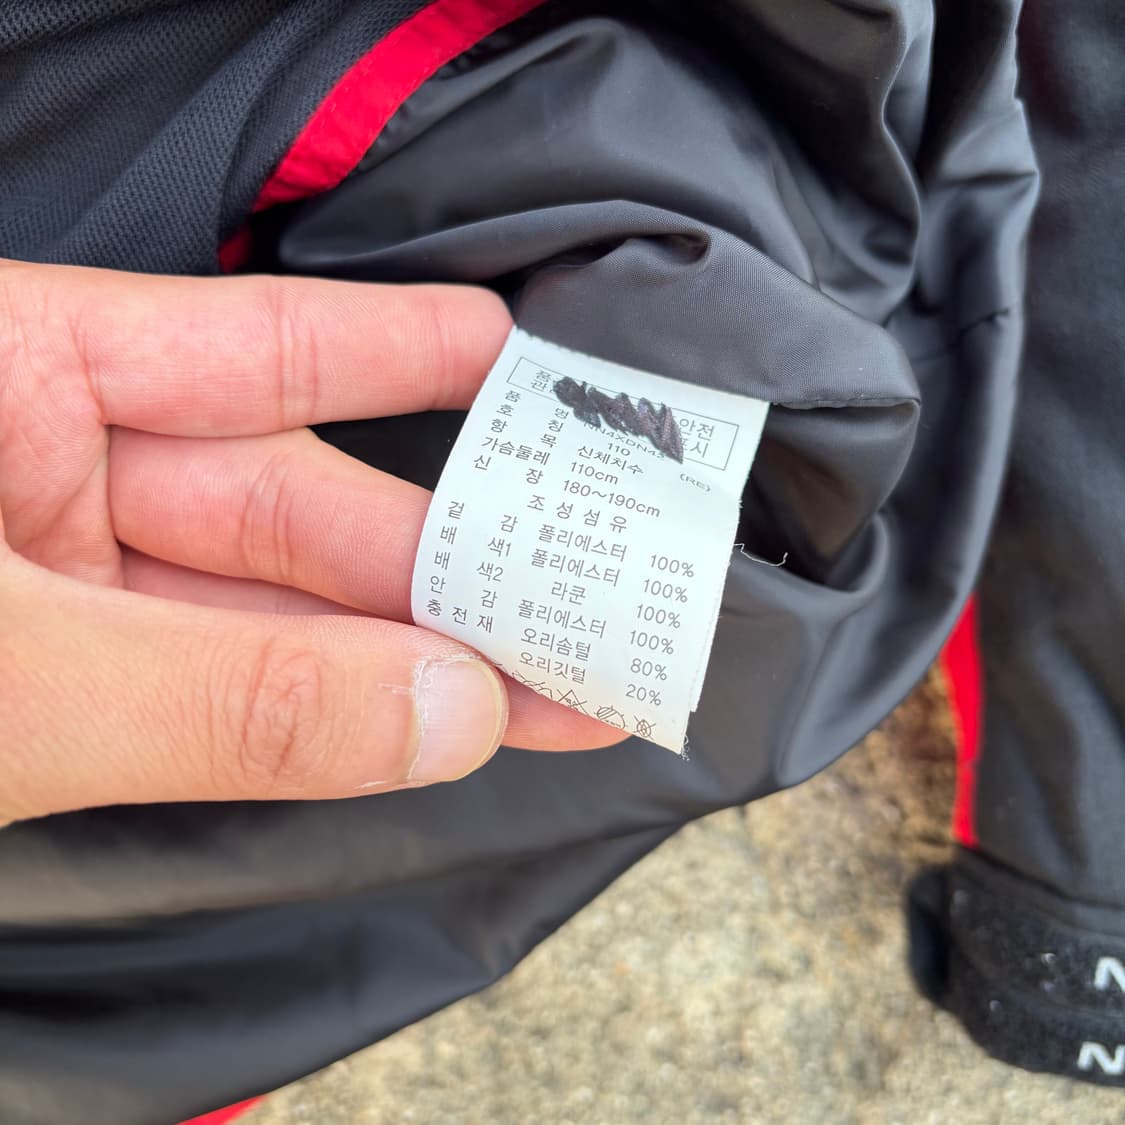 품
관
안전
표시
품 명
호 칭 110 (RE)
항 목 신체치수
가슴둘레 110cm
신 장 180~190cm
조 성 섬 유
겉 감 폴리에스터 100%
배 색1 폴리에스터 100%
배 색2 라쿤 100%
안 감 폴리에스터 100%
충 전 재 오리솜털 80%
오리깃털 20%
N
N